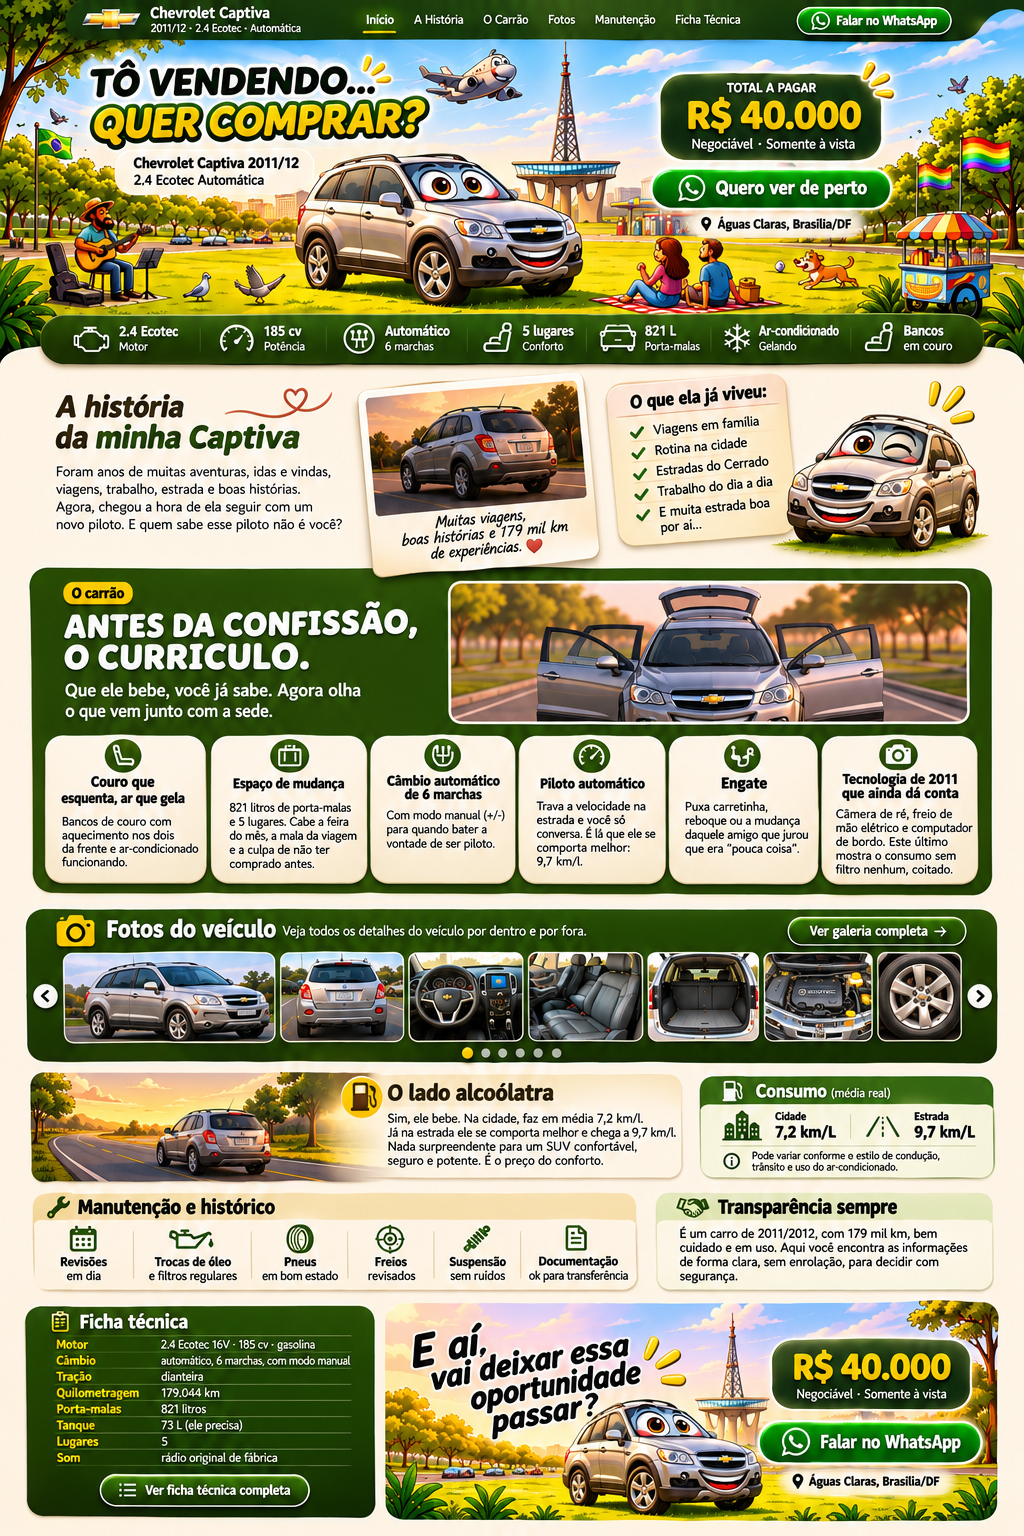 Chevrolet Captiva
2011/12 · 2.4 Ecotec · Automática
Início
A História
O Carrão
Fotos
Manutenção
Ficha Técnica
Falar no WhatsApp
TÔ VENDENDO...
QUER COMPRAR?
Chevrolet Captiva 2011/12
2.4 Ecotec Automática
TOTAL A PAGAR
R$ 40.000
Negociável · Somente à vista
Quero ver de perto
Águas Claras, Brasilia/DF
2.4 Ecotec
Motor
185 cv
Potência
Automático
6 marchas
5 lugares
Conforto
821 L
Porta-malas
Ar-condicionado
Gelando
Bancos
em couro
A história
da minha Captiva
Foram anos de muitas aventuras, idas e vindas,
viagens, trabalho, estrada e boas histórias.
Agora, chegou a hora de ela seguir com um
novo piloto. E quem sabe esse piloto não é você?
Muitas viagens,
boas histórias e 179 mil km
de experiências.
O que ela já viveu:
Viagens em família
Rotina na cidade
Estradas do Cerrado
Trabalho do dia a dia
E muita estrada boa
por aí...
O carrão
ANTES DA CONFISSÃO,
O CURRICULO.
Que ele bebe, você já sabe. Agora olha
o que vem junto com a sede.
Couro que
esquenta, ar que gela
Bancos de couro com
aquecimento nos dois
da frente e ar-condicionado
funcionando.
Espaço de mudança
821 litros de porta-malas
e 5 lugares. Cabe a feira
do mês, a mala da viagem
e a culpa de não ter
comprado antes.
Câmbio automático
de 6 marchas
Com modo manual (+/-)
para quando bater a
vontade de ser piloto.
Piloto automático
Trava a velocidade na
estrada e você só
conversa. É lá que ele se
comporta melhor:
9,7 km/l.
Engate
Puxa carretinha,
reboque ou a mudança
daquele amigo que jurou
que era "pouca coisa".
Tecnologia de 2011
que ainda dá conta
Câmera de ré, freio de
mão elétrico e computador
de bordo. Este último
mostra o consumo sem
filtro nenhum, coitado.
Fotos do veículo
Veja todos os detalhes do veículo por dentro e por fora.
Ver galeria completa →
O lado alcoólatra
Sim, ele bebe. Na cidade, faz em média 7,2 km/l.
Já na estrada ele se comporta melhor e chega a 9,7 km/l.
Nada surpreendente para um SUV confortável,
seguro e potente. É o preço do conforto.
Consumo (média real)
Cidade
7,2 km/L
Estrada
9,7 km/L
Pode variar conforme o estilo de condução,
trânsito e uso do ar-condicionado.
Manutenção e histórico
Revisões
em dia
Trocas de óleo
e filtros regulares
Pneus
em bom estado
Freios
revisados
Suspensão
sem ruídos
Documentação
ok para transferência
Transparência sempre
É um carro de 2011/2012, com 179 mil km, bem
cuidado e em uso. Aqui você encontra as informações
de forma clara, sem enrolação, para decidir com
segurança.
Ficha técnica
Motor 2.4 Ecotec 16V · 185 cv · gasolina
Câmbio automático, 6 marchas, com modo manual
Tração dianteira
Quilometragem 179.044 km
Porta-malas 821 litros
Tanque 73 L (ele precisa)
Lugares 5
Som rádio original de fábrica
Ver ficha técnica completa
E aí,
vai deixar essa
oportunidade
passar?
R$ 40.000
Negociável · Somente à vista
Falar no WhatsApp
Águas Claras, Brasilia/DF